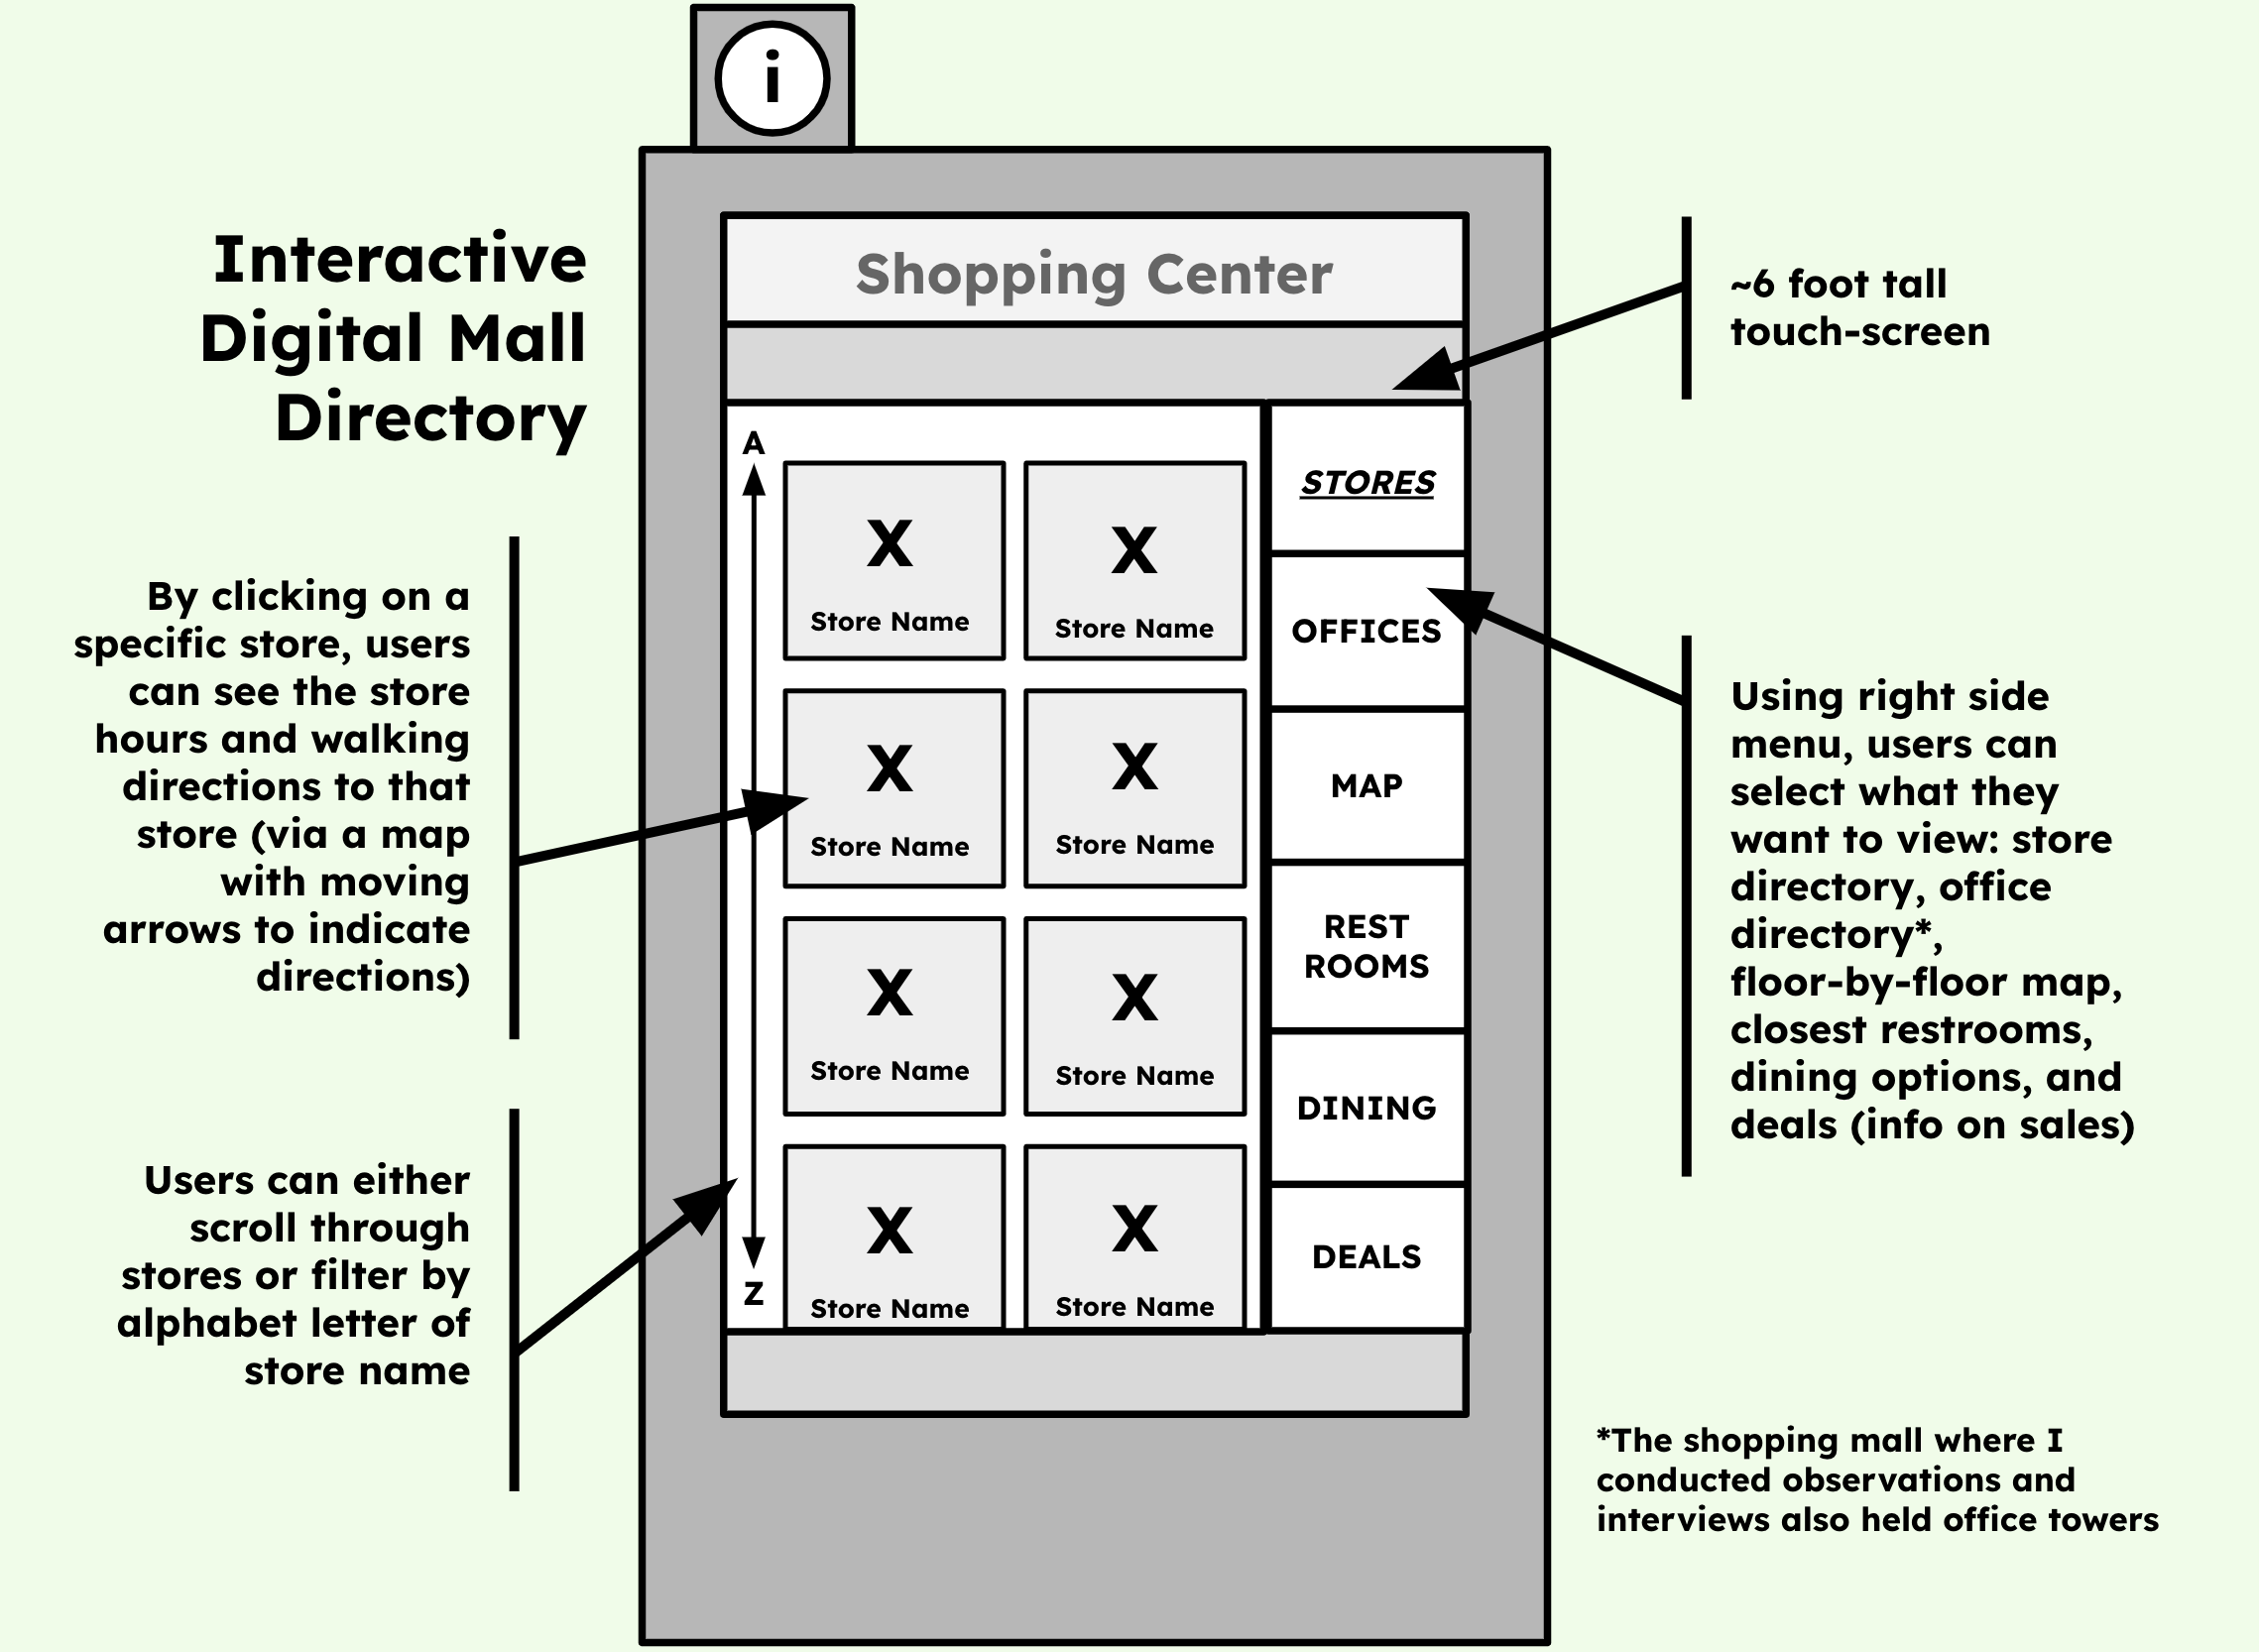 i
Interactive
Digital Mall
Directory
Shopping Center
~6 foot tall
touch-screen
By clicking on a
specific store, users
can see the store
hours and walking
directions to that
store (via a map
with moving
arrows to indicate
directions)
Users can either
scroll through
stores or filter by
alphabet letter of
store name
A
Z
X
Store Name
X
Store Name
X
Store Name
X
Store Name
X
Store Name
X
Store Name
X
Store Name
X
Store Name
STORES
OFFICES
MAP
REST
ROOMS
DINING
DEALS
Using right side
menu, users can
select what they
want to view: store
directory, office
directory*,
floor-by-floor map,
closest restrooms,
dining options, and
deals (info on sales)
*The shopping mall where I
conducted observations and
interviews also held office towers